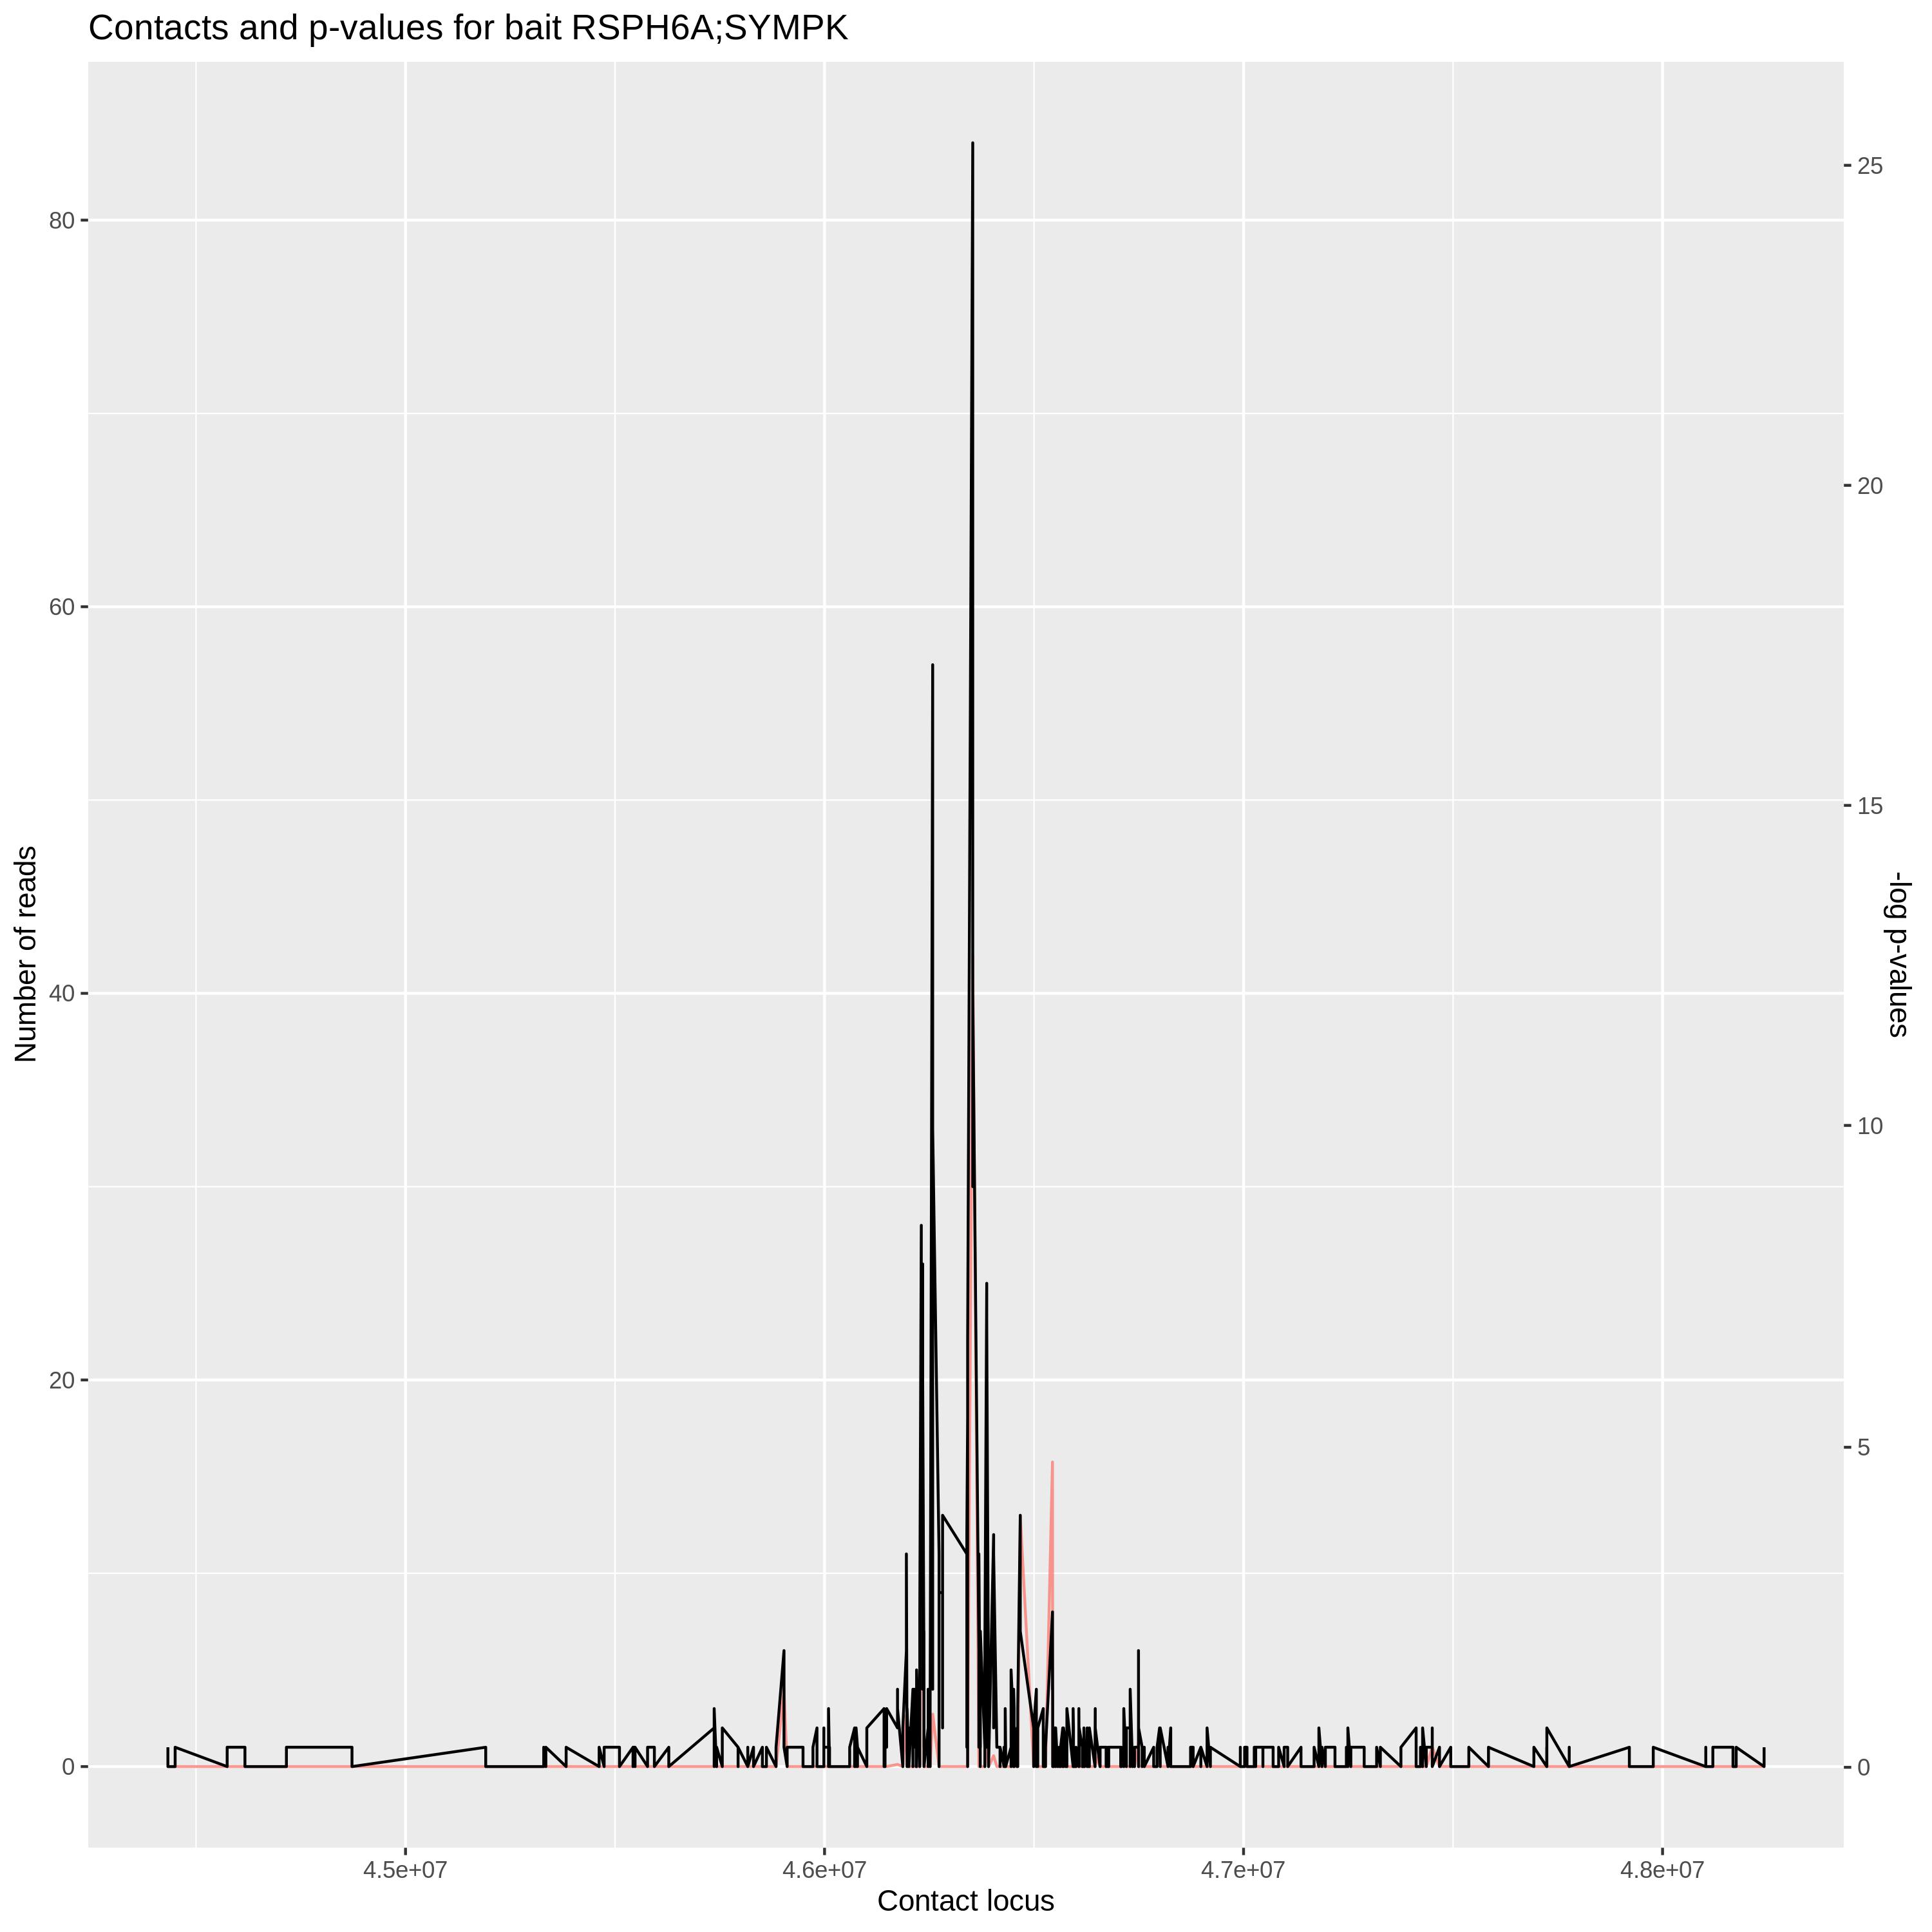 Contacts and p-values for bait RSPH6A;SYMPK
Number of reads
80
60
40
20
0
25
20
15
10
5
0
-log p-values
4.5e+07 4.6e+07 4.7e+07 4.8e+07
Contact locus